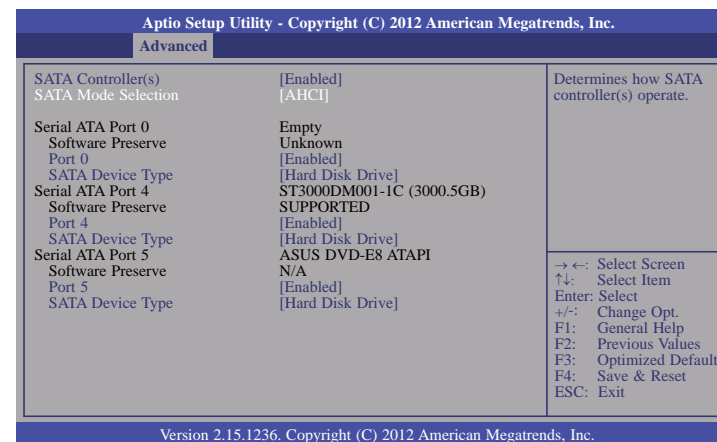 Aptio Setup Utility - Copyright (C) 2012 American Megatrends, Inc.
Advanced
SATA Controller(s) [Enabled]
SATA Mode Selection [AHCI]
Serial ATA Port 0 Empty
Software Preserve Unknown
Port 0 [Enabled]
SATA Device Type [Hard Disk Drive]
Serial ATA Port 4 ST3000DM001-1C (3000.5GB)
Software Preserve SUPPORTED
Port 4 [Enabled]
SATA Device Type [Hard Disk Drive]
Serial ATA Port 5 ASUS DVD-E8 ATAPI
Software Preserve N/A
Port 5 [Enabled]
SATA Device Type [Hard Disk Drive]
Determines how SATA
controller(s) operate.
→←: Select Screen
↑↓: Select Item
Enter: Select
+/-: Change Opt.
F1: General Help
F2: Previous Values
F3: Optimized Default
F4: Save & Reset
ESC: Exit
Version 2.15.1236. Copyright (C) 2012 American Megatrends, Inc.